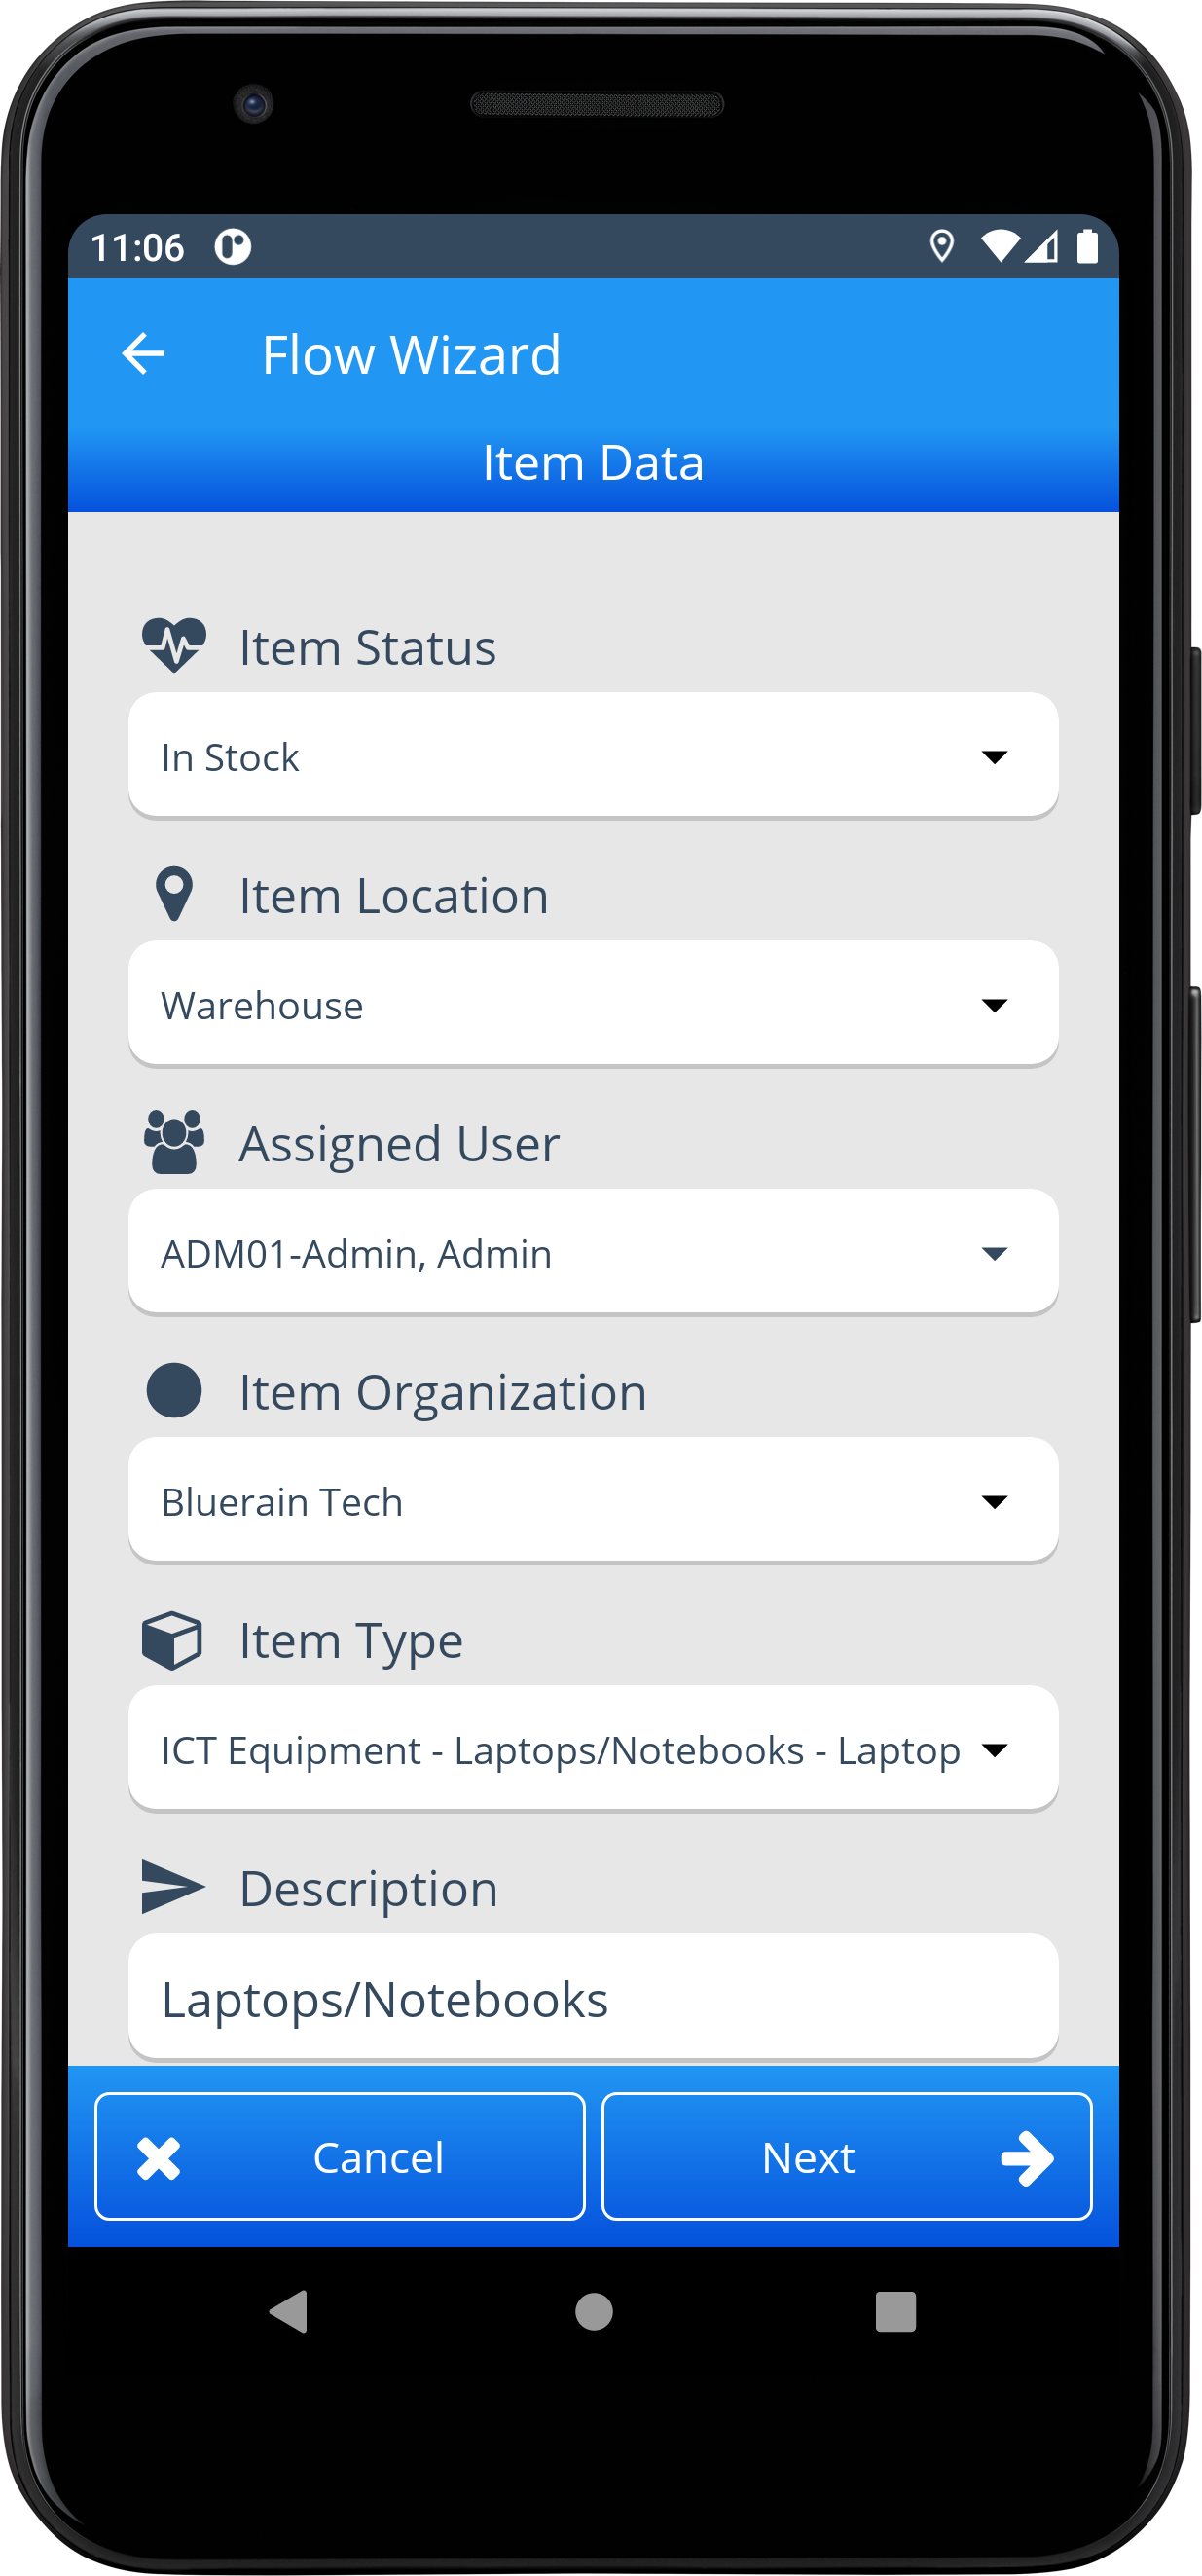 11:06
Flow Wizard
Item Data
Item Status
In Stock
Item Location
Warehouse
Assigned User
ADM01-Admin, Admin
Item Organization
Bluerain Tech
Item Type
ICT Equipment - Laptops/Notebooks - Laptop
Description
Laptops/Notebooks
Cancel
Next